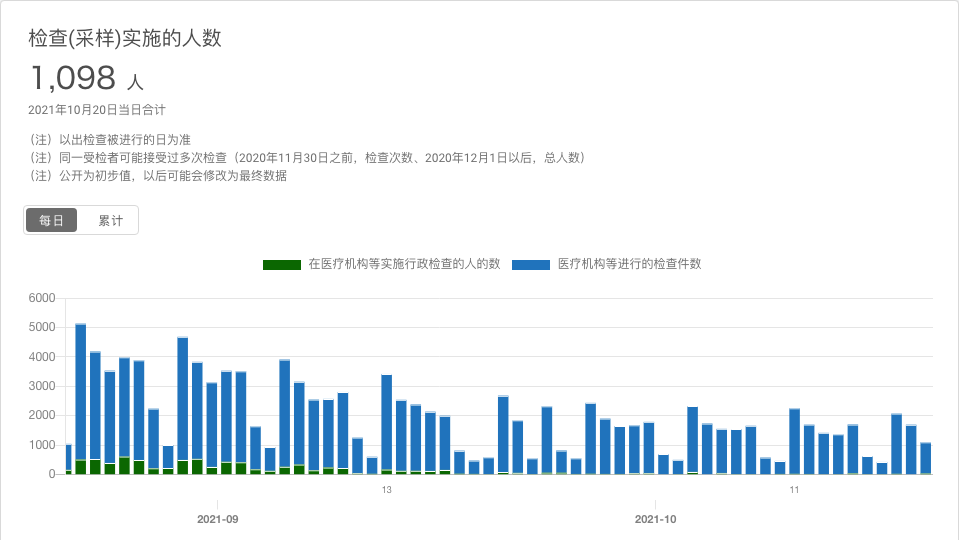 检查(采样)实施的人数
1,098 人
2021年10月20日当日合计
（注）以出检查被进行的日为准
（注）同一受检者可能接受过多次检查（2020年11月30日之前，检查次数、2020年12月1日以后，总人数）
（注）公开为初步值，以后可能会修改为最终数据
每日 累计
在医疗机构等实施行政检查的人的数 医疗机构等进行的检查件数
6000
5000
4000
3000
2000
1000
0
13 11
2021-09 2021-10